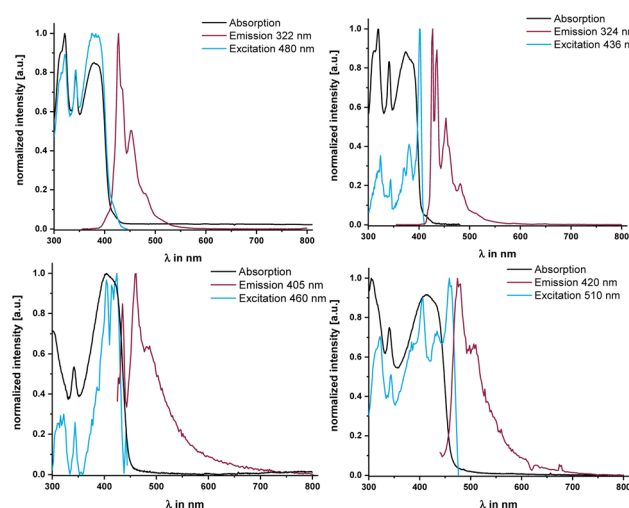 Absorption
Emission 322 nm
Excitation 480 nm
normalized intensity [a.u.]
1.0
0.8
0.6
0.4
0.2
0.0
300 400 500 600 700 800
λ in nm
Absorption
Emission 324 nm
Excitation 436 nm
normalized intensity [a.u.]
1.0
0.8
0.6
0.4
0.2
0.0
300 400 500 600 700 800
λ in nm
Absorption
Emission 405 nm
Excitation 460 nm
normalized intensity [a.u.]
1.0
0.8
0.6
0.4
0.2
0.0
300 400 500 600 700 800
λ in nm
Absorption
Emission 420 nm
Excitation 510 nm
normalized intensity [a.u.]
1.0
0.8
0.6
0.4
0.2
0.0
300 400 500 600 700 800
λ in nm